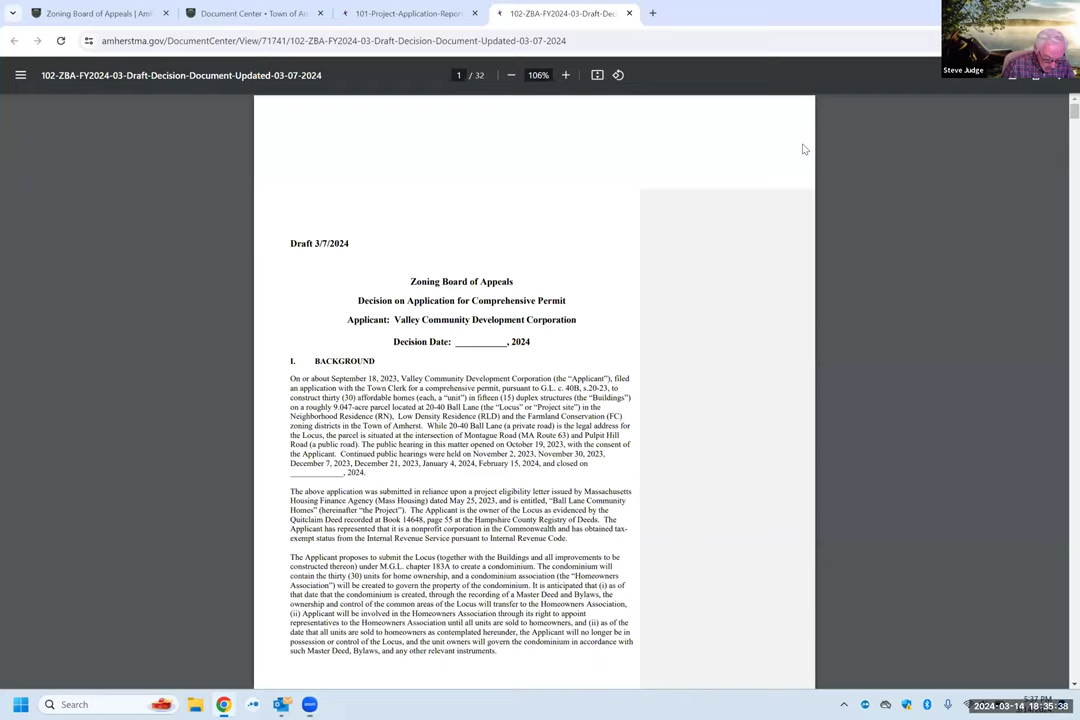 Zoning Board of Appeals | Amh
Document Center • Town of Am
101-Project-Application-Repor
102-ZBA-FY2024-03-Draft-Deci
amherstma.gov/DocumentCenter/View/71741/102-ZBA-FY2024-03-Draft-Decision-Document-Updated-03-07-2024
102-ZBA-FY2024-03-Draft-Decision-Document-Updated-03-07-2024
1 / 32
106%
Steve Judge
Draft 3/7/2024
Zoning Board of Appeals
Decision on Application for Comprehensive Permit
Applicant: Valley Community Development Corporation
Decision Date: __________, 2024
I. BACKGROUND
On or about September 18, 2023, Valley Community Development Corporation (the “Applicant”), filed
an application with the Town Clerk for a comprehensive permit, pursuant to G.L. c. 40B, s.20-23, to
construct thirty (30) affordable homes (each, a “unit”) in fifteen (15) duplex structures (the “Buildings”)
on a roughly 9.047-acre parcel located at 20-40 Ball Lane (the “Locus” or “Project site”) in the
Neighborhood Residence (RN), Low Density Residence (RLD) and the Farmland Conservation (FC)
zoning districts in the Town of Amherst. While 20-40 Ball Lane (a private road) is the legal address for
the Locus, the parcel is situated at the intersection of Montague Road (MA Route 63) and Pulpit Hill
Road (a public road). The public hearing in this matter opened on October 19, 2023, with the consent of
the Applicant. Continued public hearings were held on November 2, 2023, November 30, 2023,
December 7, 2023, December 21, 2023, January 4, 2024, February 15, 2024, and closed on
______________, 2024.
The above application was submitted in reliance upon a project eligibility letter issued by Massachusetts
Housing Finance Agency (Mass Housing) dated May 25, 2023, and is entitled, “Ball Lane Community
Homes” (hereinafter “the Project”). The Applicant is the owner of the Locus as evidenced by the
Quitclaim Deed recorded at Book 14648, page 55 at the Hampshire County Registry of Deeds. The
Applicant has represented that it is a nonprofit corporation in the Commonwealth and has obtained tax-
exempt status from the Internal Revenue Service pursuant to Internal Revenue Code.
The Applicant proposes to submit the Locus (together with the Buildings and all improvements to be
constructed thereon) under M.G.L. chapter 183A to create a condominium. The condominium will
contain the thirty (30) units for home ownership, and a condominium association (the “Homeowners
Association”) will be created to govern the property of the condominium. It is anticipated that (i) as of
that date that the condominium is created, through the recording of a Master Deed and Bylaws, the
ownership and control of the common areas of the Locus will transfer to the Homeowners Association,
(ii) Applicant will be involved in the Homeowners Association through its right to appoint
representatives to the Homeowners Association until all units are sold to homeowners, and (ii) as of the
date that all units are sold to homeowners as contemplated hereunder, the Applicant will no longer be in
possession or control of the Locus, and the unit owners will govern the condominium in accordance with
such Master Deed, Bylaws, and any other relevant instruments.
Search
zoom
5:37 PM
2024-03-14 18:35:38